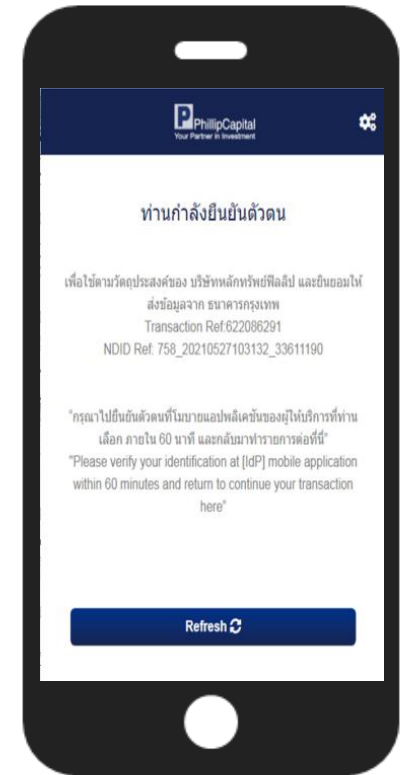 PhillipCapital
Your Partner in Investment
ท่านกำลังยืนยันตัวตน
เพื่อใช้ตามวัตถุประสงค์ของ บริษัทหลักทรัพย์ฟิลลิป และยินยอมให้
ส่งข้อมูลจาก ธนาคารกรุงเทพ
Transaction Ref:622086291
NDID Ref: 758_20210527103132_33611190
"กรุณาไปยืนยันตัวตนที่โมบายแอปพลิเคชันของผู้ให้บริการที่ท่าน
เลือก ภายใน 60 นาที และกลับมาทำรายการต่อที่นี่"
"Please verify your identification at [IdP] mobile application
within 60 minutes and return to continue your transaction
here"
Refresh